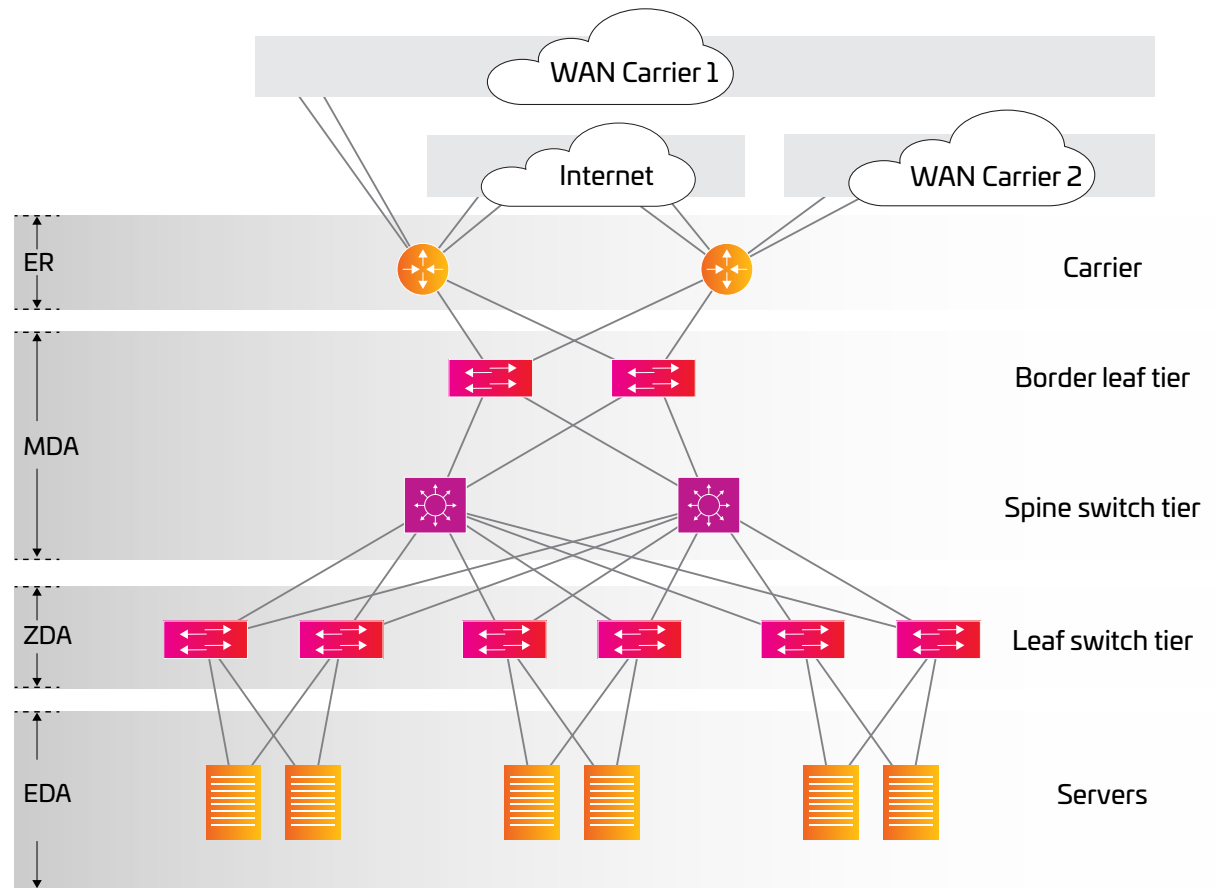 WAN Carrier 1
Internet
WAN Carrier 2
ER
Carrier
Border leaf tier
MDA
Spine switch tier
ZDA
Leaf switch tier
EDA
Servers